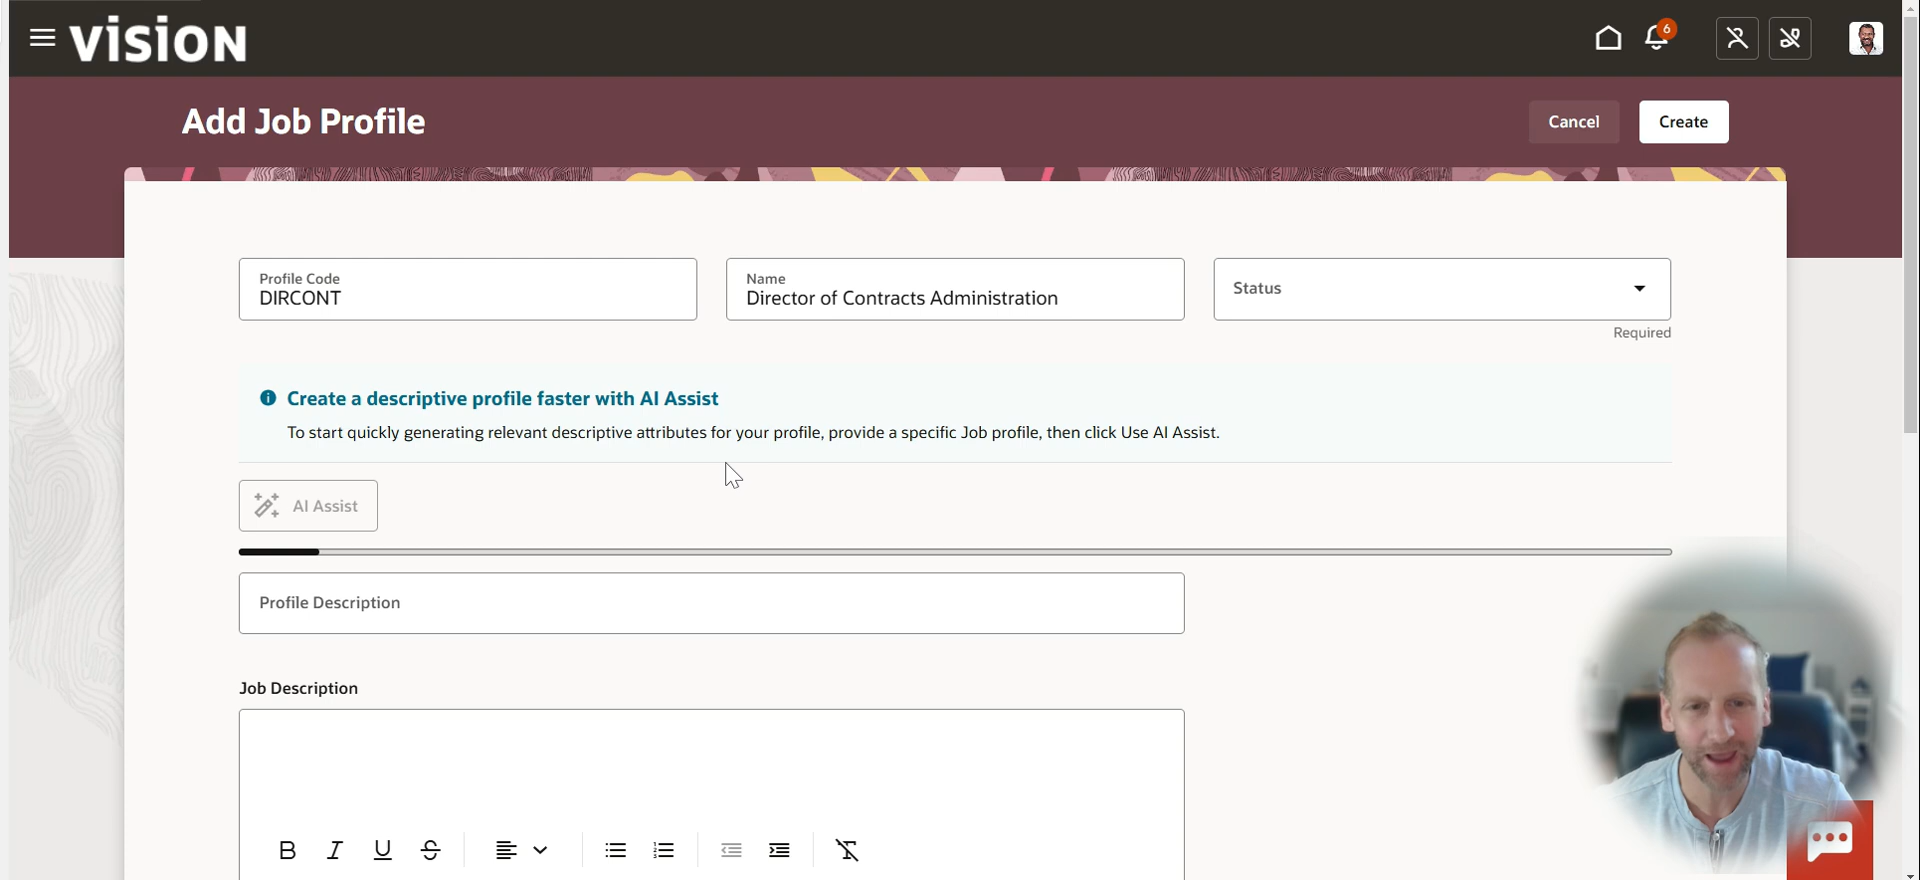 VISION
6
Add Job Profile
Cancel
Create
Profile Code
DIRCONT
Name
Director of Contracts Administration
Status
Required
Create a descriptive profile faster with AI Assist
To start quickly generating relevant descriptive attributes for your profile, provide a specific Job profile, then click Use AI Assist.
AI Assist
Profile Description
Job Description
B I U S